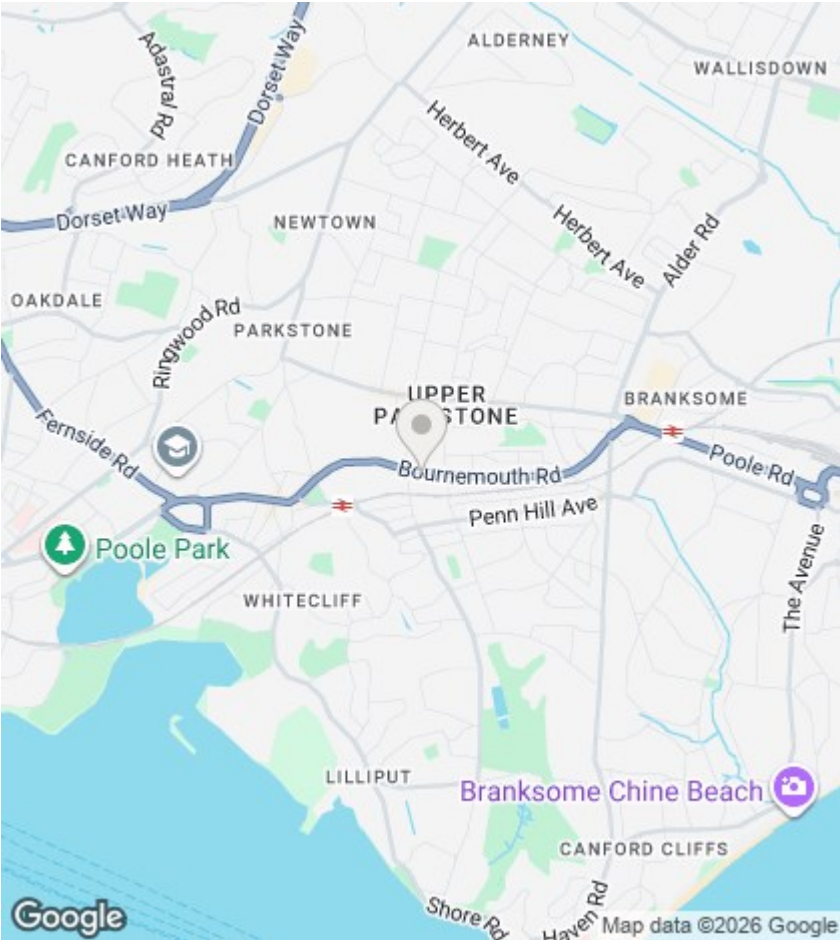 ALDERNEY
WALLISDOWN
Adastral Rd
Dorset Way
Herbert Ave
CANFORD HEATH
Dorset Way
NEWTOWN
Herbert Ave
Alder Rd
OAKDALE
Ringwood Rd
PARKSTONE
UPPER
BRANKSOME
Fernside Rd
Bournemouth Rd
Poole Rd
Penn Hill Ave
Poole Park
The Avenue
WHITECLIFF
LILLIPUT
Branksome Chine Beach
CANFORD CLIFFS
Shore Rd
Haven Rd
Google
Map data ©2026 Google